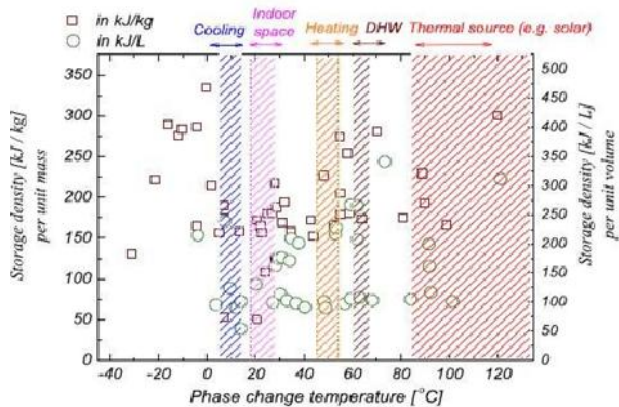 in kJ/kg
in kJ/L
Cooling
Indoor
space
Heating
DHW
Thermal source (e.g. solar)
Storage density [kJ / kg]
per unit mass
350
300
250
200
150
100
50
0
500
450
400
350
300
250
200
150
100
50
0
Storage density [kJ / L]
per unit volume
-40
-20
0
20
40
60
80
100
120
Phase change temperature [°C]